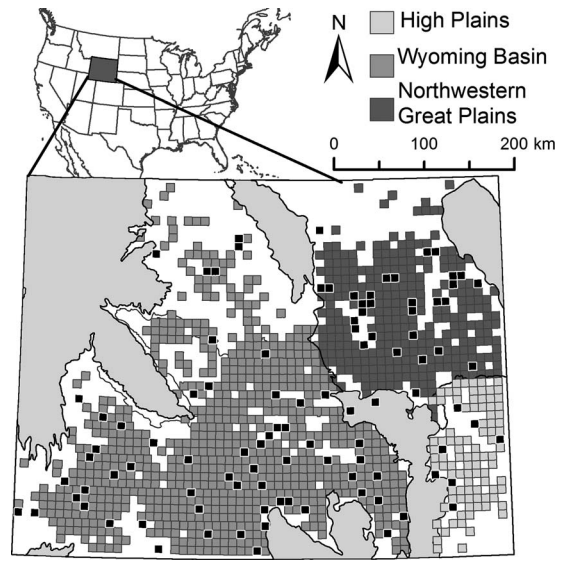 N
High Plains
Wyoming Basin
Northwestern
Great Plains
0 100 200 km